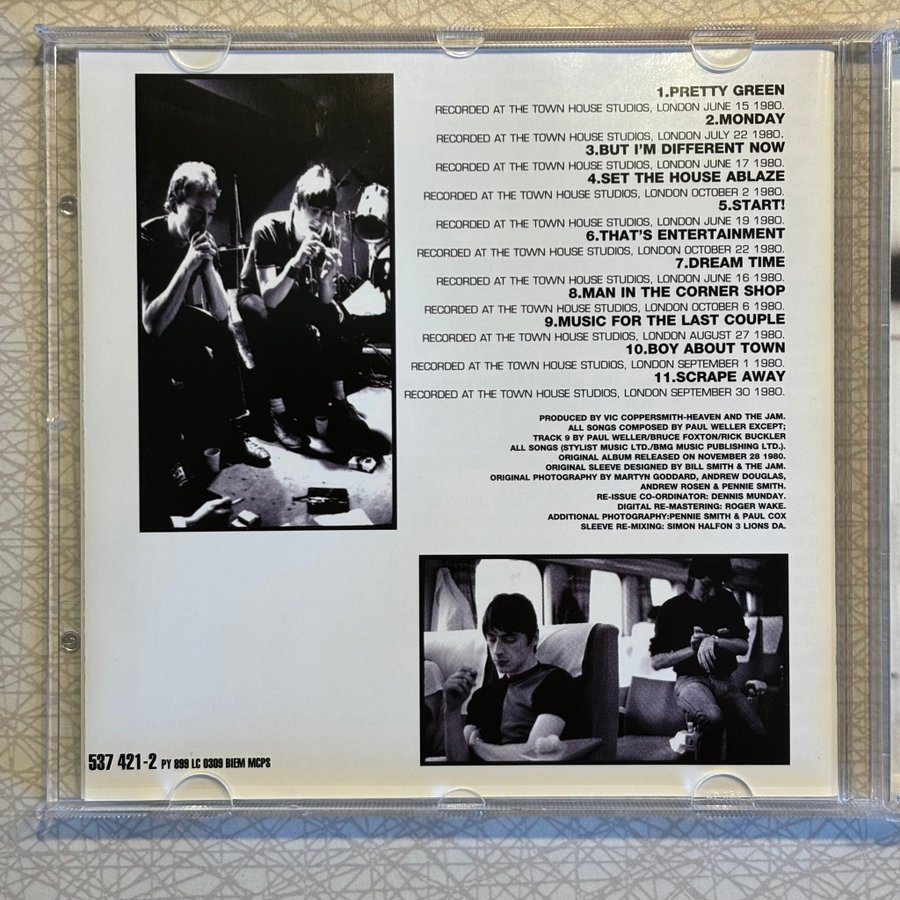 1.PRETTY GREEN
RECORDED AT THE TOWN HOUSE STUDIOS, LONDON JUNE 15 1980.
2.MONDAY
RECORDED AT THE TOWN HOUSE STUDIOS, LONDON JULY 22 1980.
3.BUT I'M DIFFERENT NOW
RECORDED AT THE TOWN HOUSE STUDIOS, LONDON JUNE 17 1980.
4.SET THE HOUSE ABLAZE
RECORDED AT THE TOWN HOUSE STUDIOS, LONDON OCTOBER 2 1980.
5.START!
RECORDED AT THE TOWN HOUSE STUDIOS, LONDON JUNE 19 1980.
6.THAT'S ENTERTAINMENT
RECORDED AT THE TOWN HOUSE STUDIOS, LONDON OCTOBER 22 1980.
7.DREAM TIME
RECORDED AT THE TOWN HOUSE STUDIOS, LONDON JUNE 16 1980.
8.MAN IN THE CORNER SHOP
RECORDED AT THE TOWN HOUSE STUDIOS, LONDON OCTOBER 6 1980.
9.MUSIC FOR THE LAST COUPLE
RECORDED AT THE TOWN HOUSE STUDIOS, LONDON AUGUST 27 1980.
10.BOY ABOUT TOWN
RECORDED AT THE TOWN HOUSE STUDIOS, LONDON SEPTEMBER 1 1980.
11.SCRAPE AWAY
RECORDED AT THE TOWN HOUSE STUDIOS, LONDON SEPTEMBER 30 1980.
PRODUCED BY VIC COPPERSMITH-HEAVEN AND THE JAM.
ALL SONGS COMPOSED BY PAUL WELLER EXCEPT;
TRACK 9 BY PAUL WELLER/BRUCE FOXTON/RICK BUCKLER
ALL SONGS (STYLIST MUSIC LTD./BMG MUSIC PUBLISHING LTD.).
ORIGINAL ALBUM RELEASED ON NOVEMBER 28 1980.
ORIGINAL SLEEVE DESIGNED BY BILL SMITH & THE JAM.
ORIGINAL PHOTOGRAPHY BY MARTYN GODDARD, ANDREW DOUGLAS,
ANDREW ROSEN & PENNIE SMITH.
RE-ISSUE CO-ORDINATOR: DENNIS MUNDAY.
DIGITAL RE-MASTERING: ROGER WAKE.
ADDITIONAL PHOTOGRAPHY:PENNIE SMITH & PAUL COX
SLEEVE RE-MIXING: SIMON HALFON 3 LIONS DA.
537 421-2 PY 899 LC 0309 BIEM MCPS